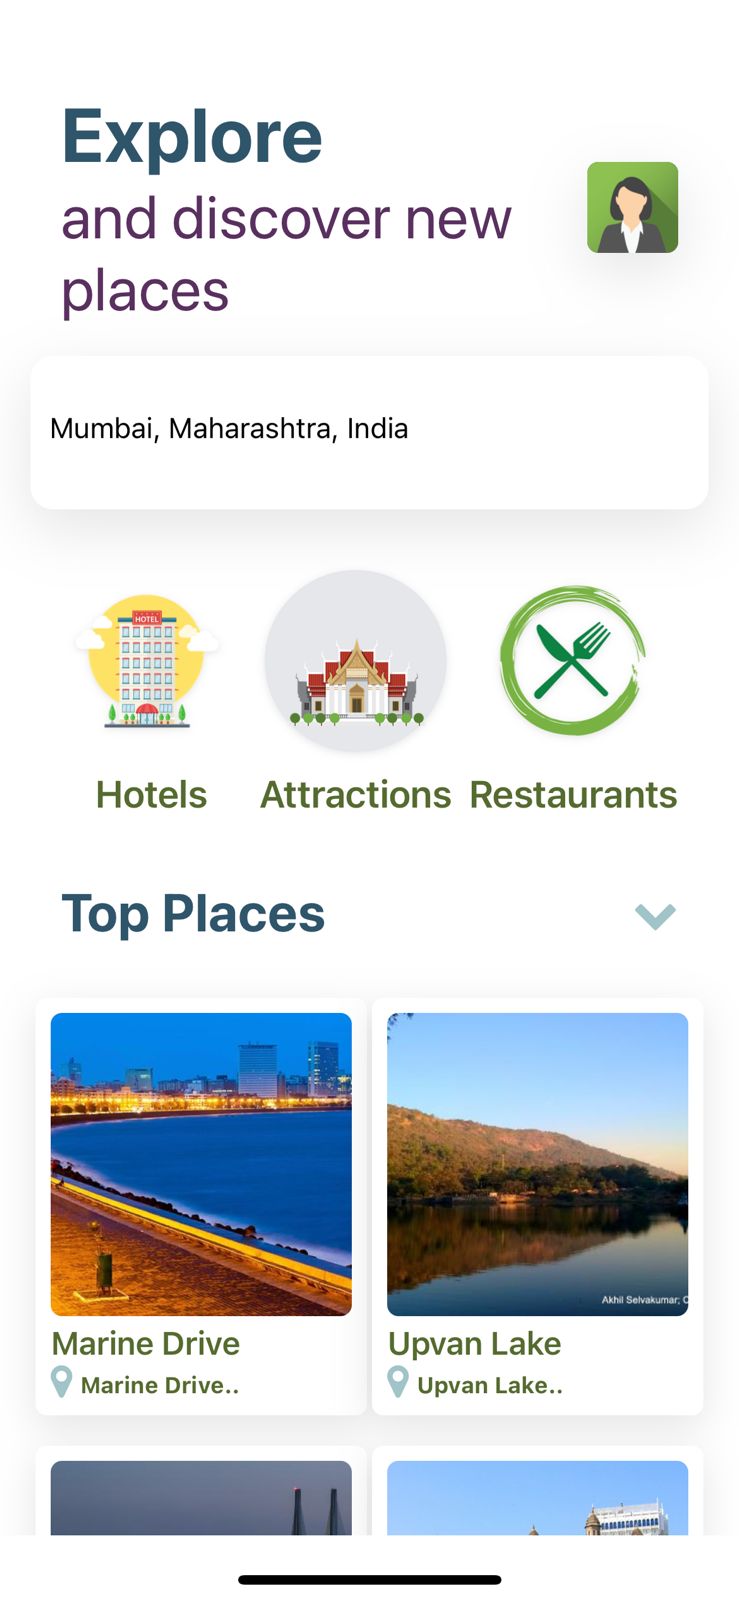 Explore
and discover new
places
Mumbai, Maharashtra, India
HOTEL
Hotels
Attractions
Restaurants
Top Places
Akhil Selvakumar;
Marine Drive
Marine Drive..
Upvan Lake
Upvan Lake..